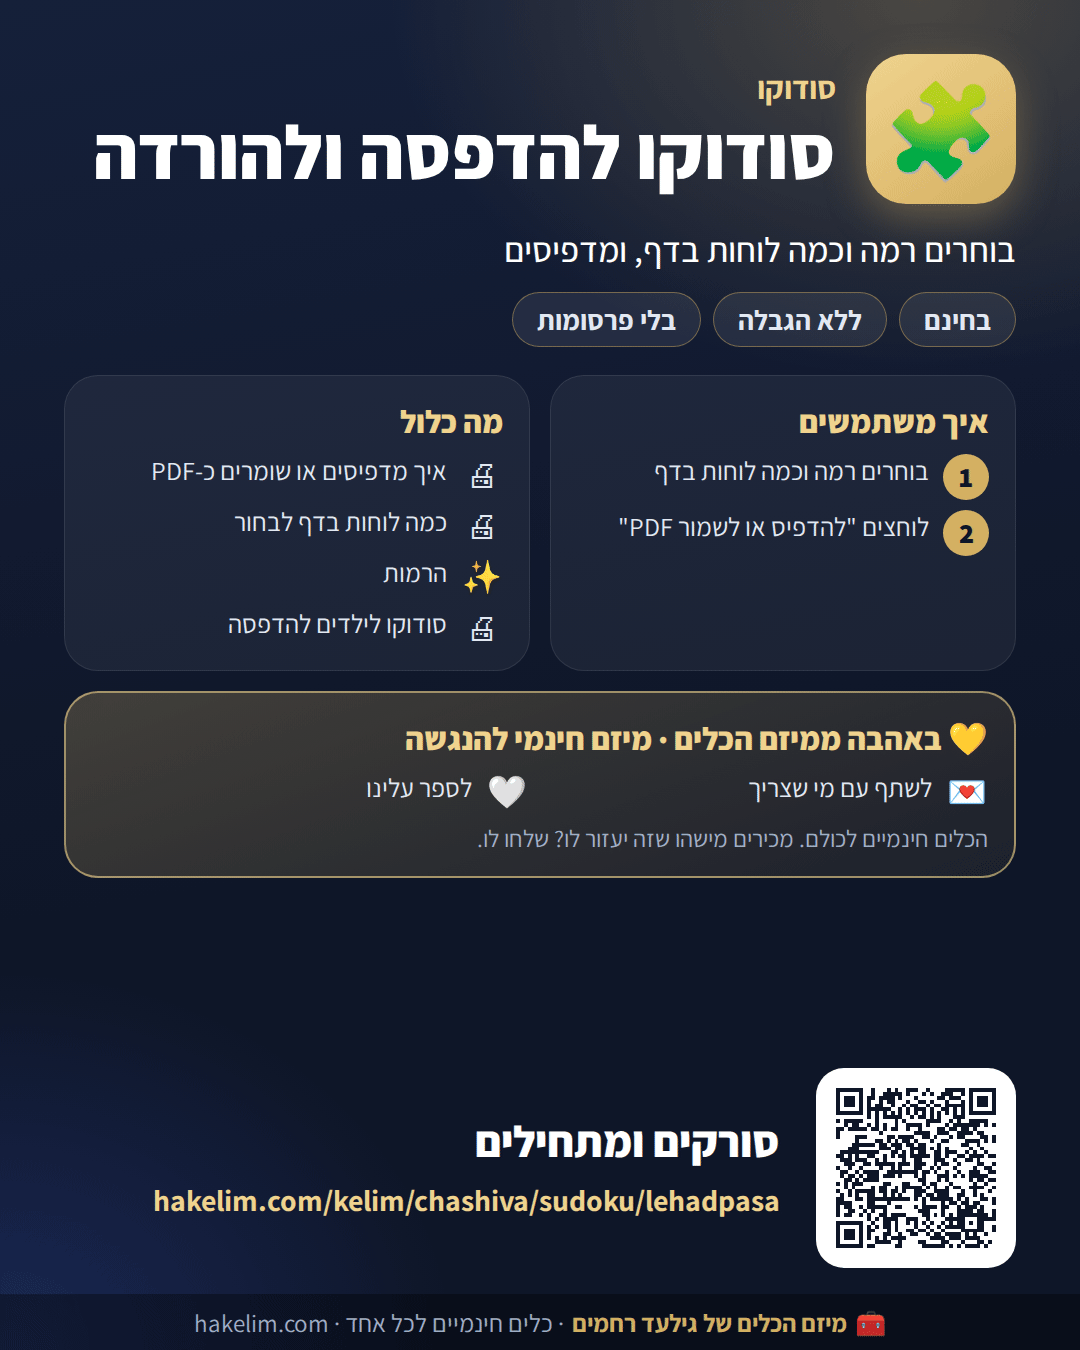 סודוקו
סודוקו להדפסה ולהורדה
בוחרים רמה וכמה לוחות בדף, ומדפיסים
בחינם
ללא הגבלה
בלי פרסומות
איך משתמשים
1 בוחרים רמה וכמה לוחות בדף
2 לוחצים "להדפיס או לשמור PDF"
מה כלול
איך מדפיסים או שומרים כ-PDF
כמה לוחות בדף לבחור
הרמות
סודוקו לילדים להדפסה
באהבה ממיזם הכלים · מיזם חינמי להנגשה
לשתף עם מי שצריך
לספר עלינו
הכלים חינמיים לכולם. מכירים מישהו שזה יעזור לו? שלחו לו.
סורקים ומתחילים
hakelim.com/kelim/chashiva/sudoku/lehadpasa
מיזם הכלים של גילעד רחמים · כלים חינמיים לכל אחד · hakelim.com